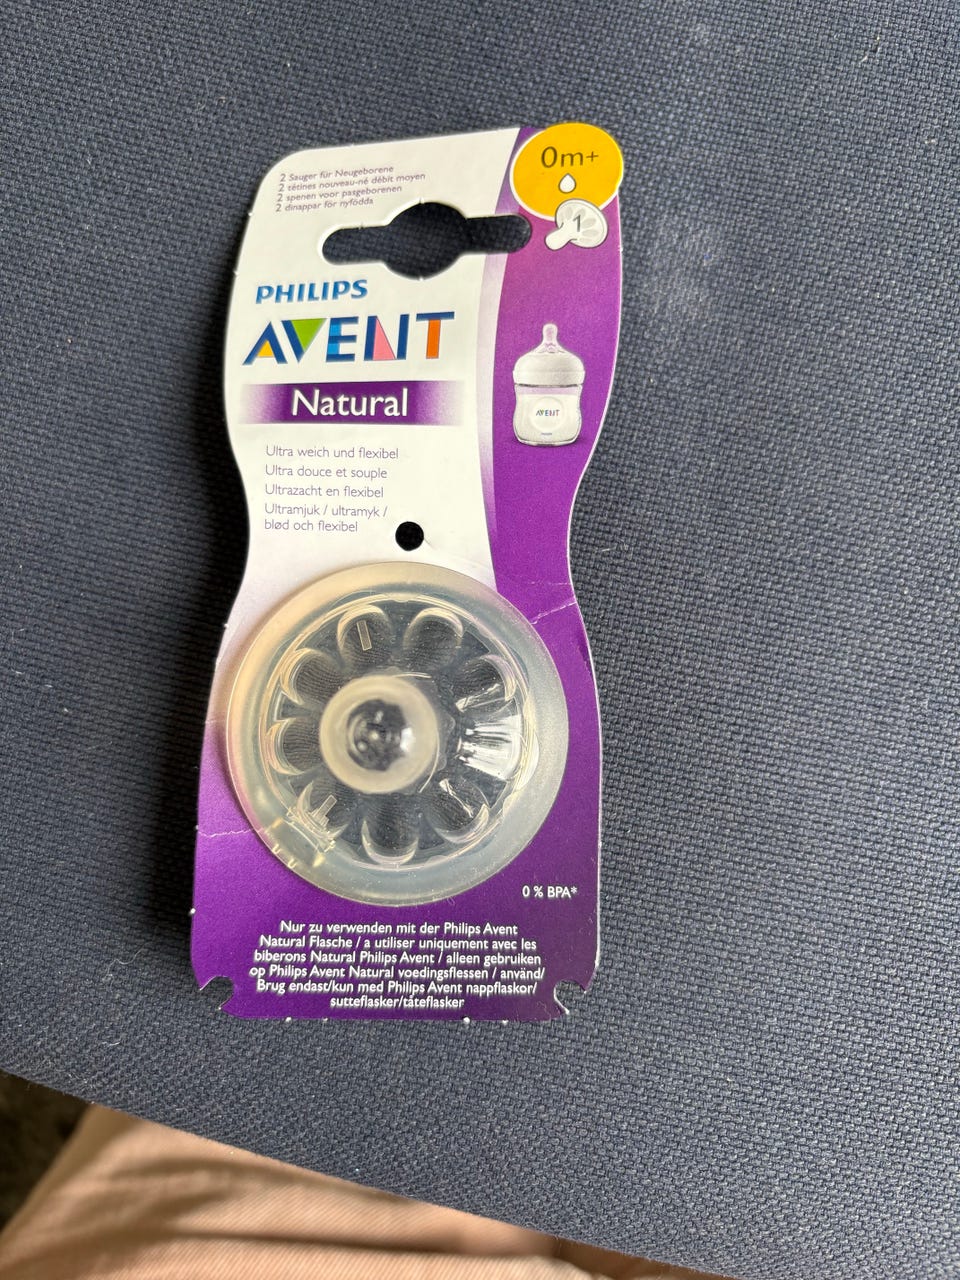 2 Sauger für Neugeborene
2 tétines nouveau-né débit moyen
2 spenen voor pasgeborenen
2 dinappar för nyfödda
0m+
1
PHILIPS
AVENT
Natural
AVENT
Ultra weich und flexibel
Ultra douce et souple
Ultrazacht en flexibel
Ultramjuk / ultramyk /
blød och flexibel
0 % BPA*
Nur zu verwenden mit der Philips Avent
Natural Flasche / a utiliser uniquement avec les
biberons Natural Philips Avent / alleen gebruiken
op Philips Avent Natural voedingsflessen / använd/
Brug endast/kun med Philips Avent nappflaskor/
sutteflasker/tåteflasker